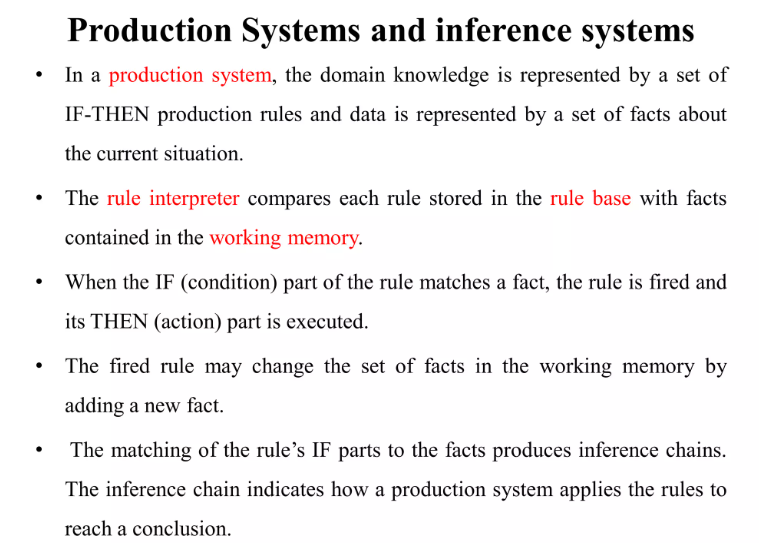 Production Systems and inference systems
• In a production system, the domain knowledge is represented by a set of
IF-THEN production rules and data is represented by a set of facts about
the current situation.
• The rule interpreter compares each rule stored in the rule base with facts
contained in the working memory.
• When the IF (condition) part of the rule matches a fact, the rule is fired and
its THEN (action) part is executed.
• The fired rule may change the set of facts in the working memory by
adding a new fact.
• The matching of the rule’s IF parts to the facts produces inference chains.
The inference chain indicates how a production system applies the rules to
reach a conclusion.